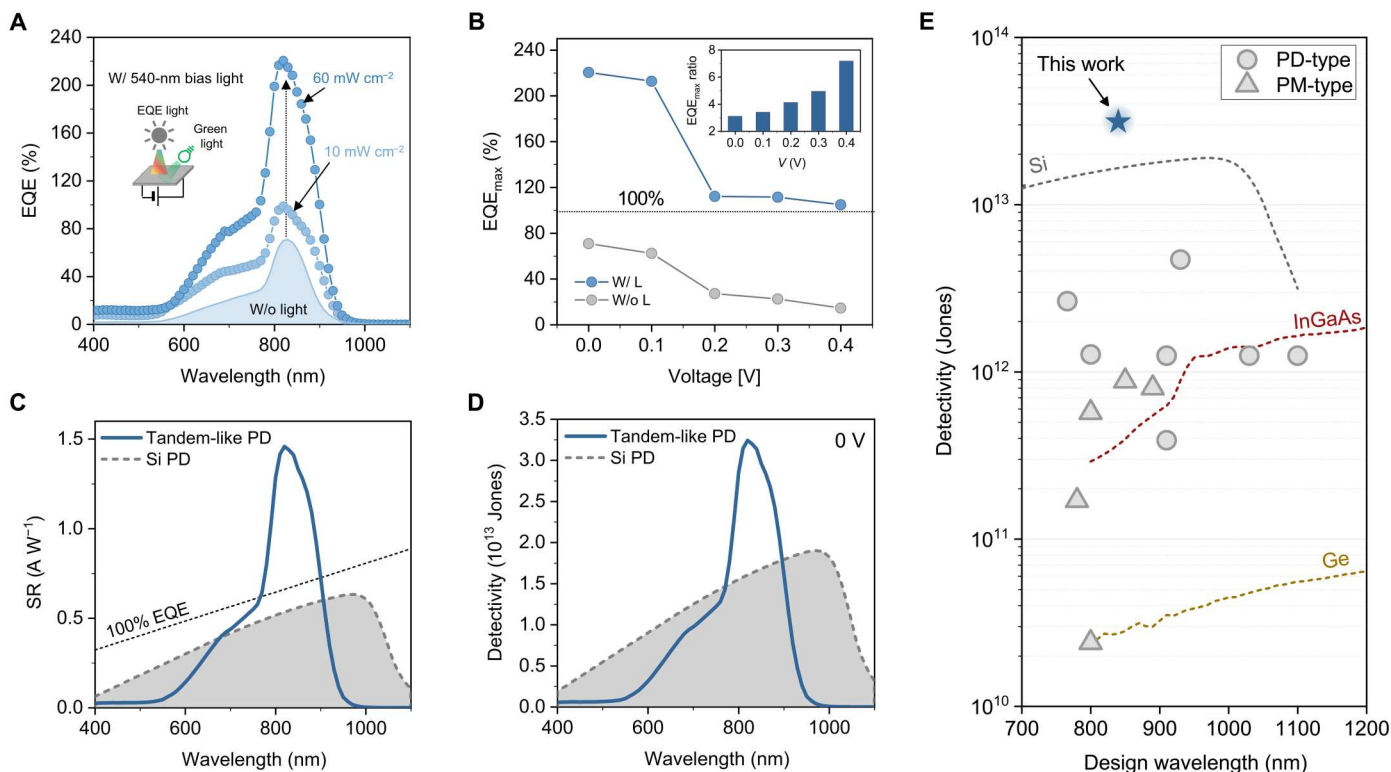 A
240
200
160
120
80
40
0
EQE (%)
W/ 540-nm bias light
60 mW cm⁻²
EQE light
Green
light
10 mW cm⁻²
W/o light
400
600
800
1000
Wavelength (nm)
B
240
200
160
120
80
40
0
EQEmax (%)
100%
W/ L
W/o L
8
6
4
2
EQEmax ratio
0.0
0.1
0.2
0.3
0.4
V (V)
0.0
0.1
0.2
0.3
0.4
Voltage [V]
C
1.5
1.0
0.5
0.0
SR (A W⁻¹)
Tandem-like PD
Si PD
100% EQE
400
600
800
1000
Wavelength (nm)
D
3.5
3.0
2.5
2.0
1.5
1.0
0.5
0.0
Detectivity (10¹³ Jones)
Tandem-like PD
Si PD
0 V
400
600
800
1000
Wavelength (nm)
E
10¹⁴
10¹³
10¹²
10¹¹
10¹⁰
Detectivity (Jones)
This work
PD-type
PM-type
Si
InGaAs
Ge
700
800
900
1000
1100
1200
Design wavelength (nm)